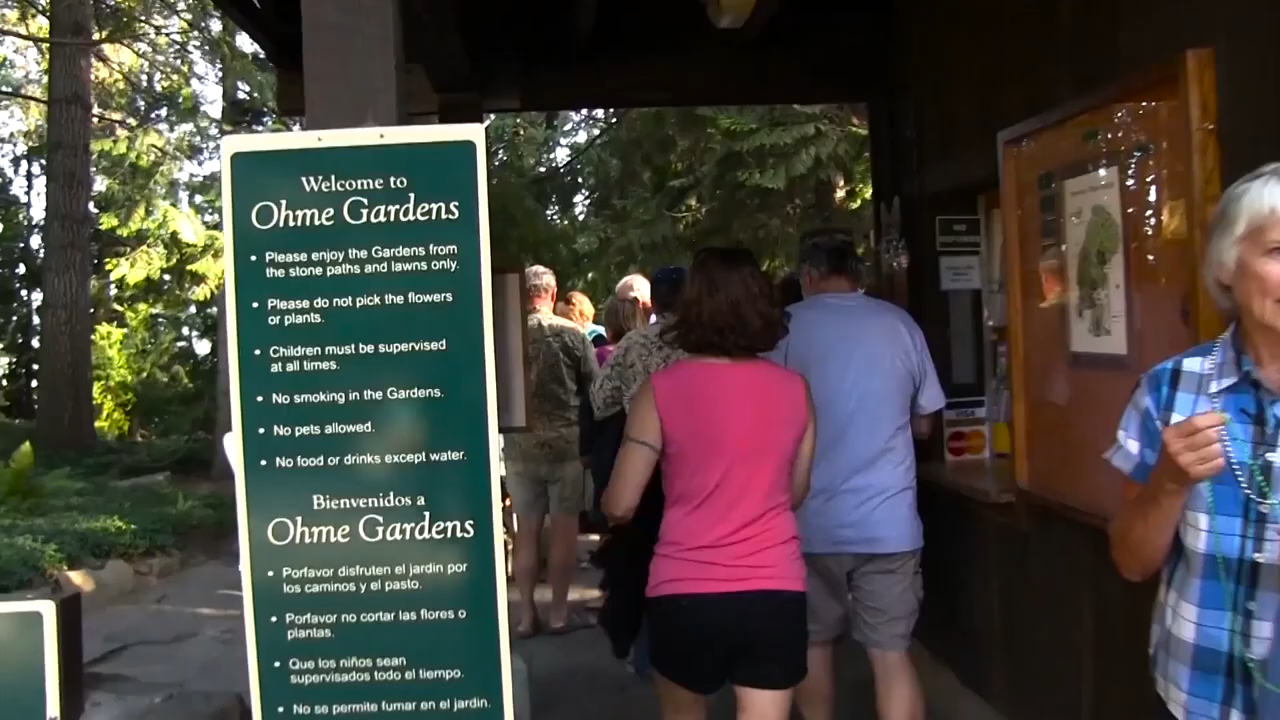 Welcome to
Ohme Gardens
• Please enjoy the Gardens from
the stone paths and lawns only.
• Please do not pick the flowers
or plants.
• Children must be supervised
at all times.
• No smoking in the Gardens.
• No pets allowed.
• No food or drinks except water.
Bienvenidos a
Ohme Gardens
• Porfavor disfruten el jardin por
los caminos y el pasto.
• Porfavor no cortar las flores o
plantas.
• Que los niños sean
supervisados todo el tiempo.
• No se permite fumar en el jardin.
VISA